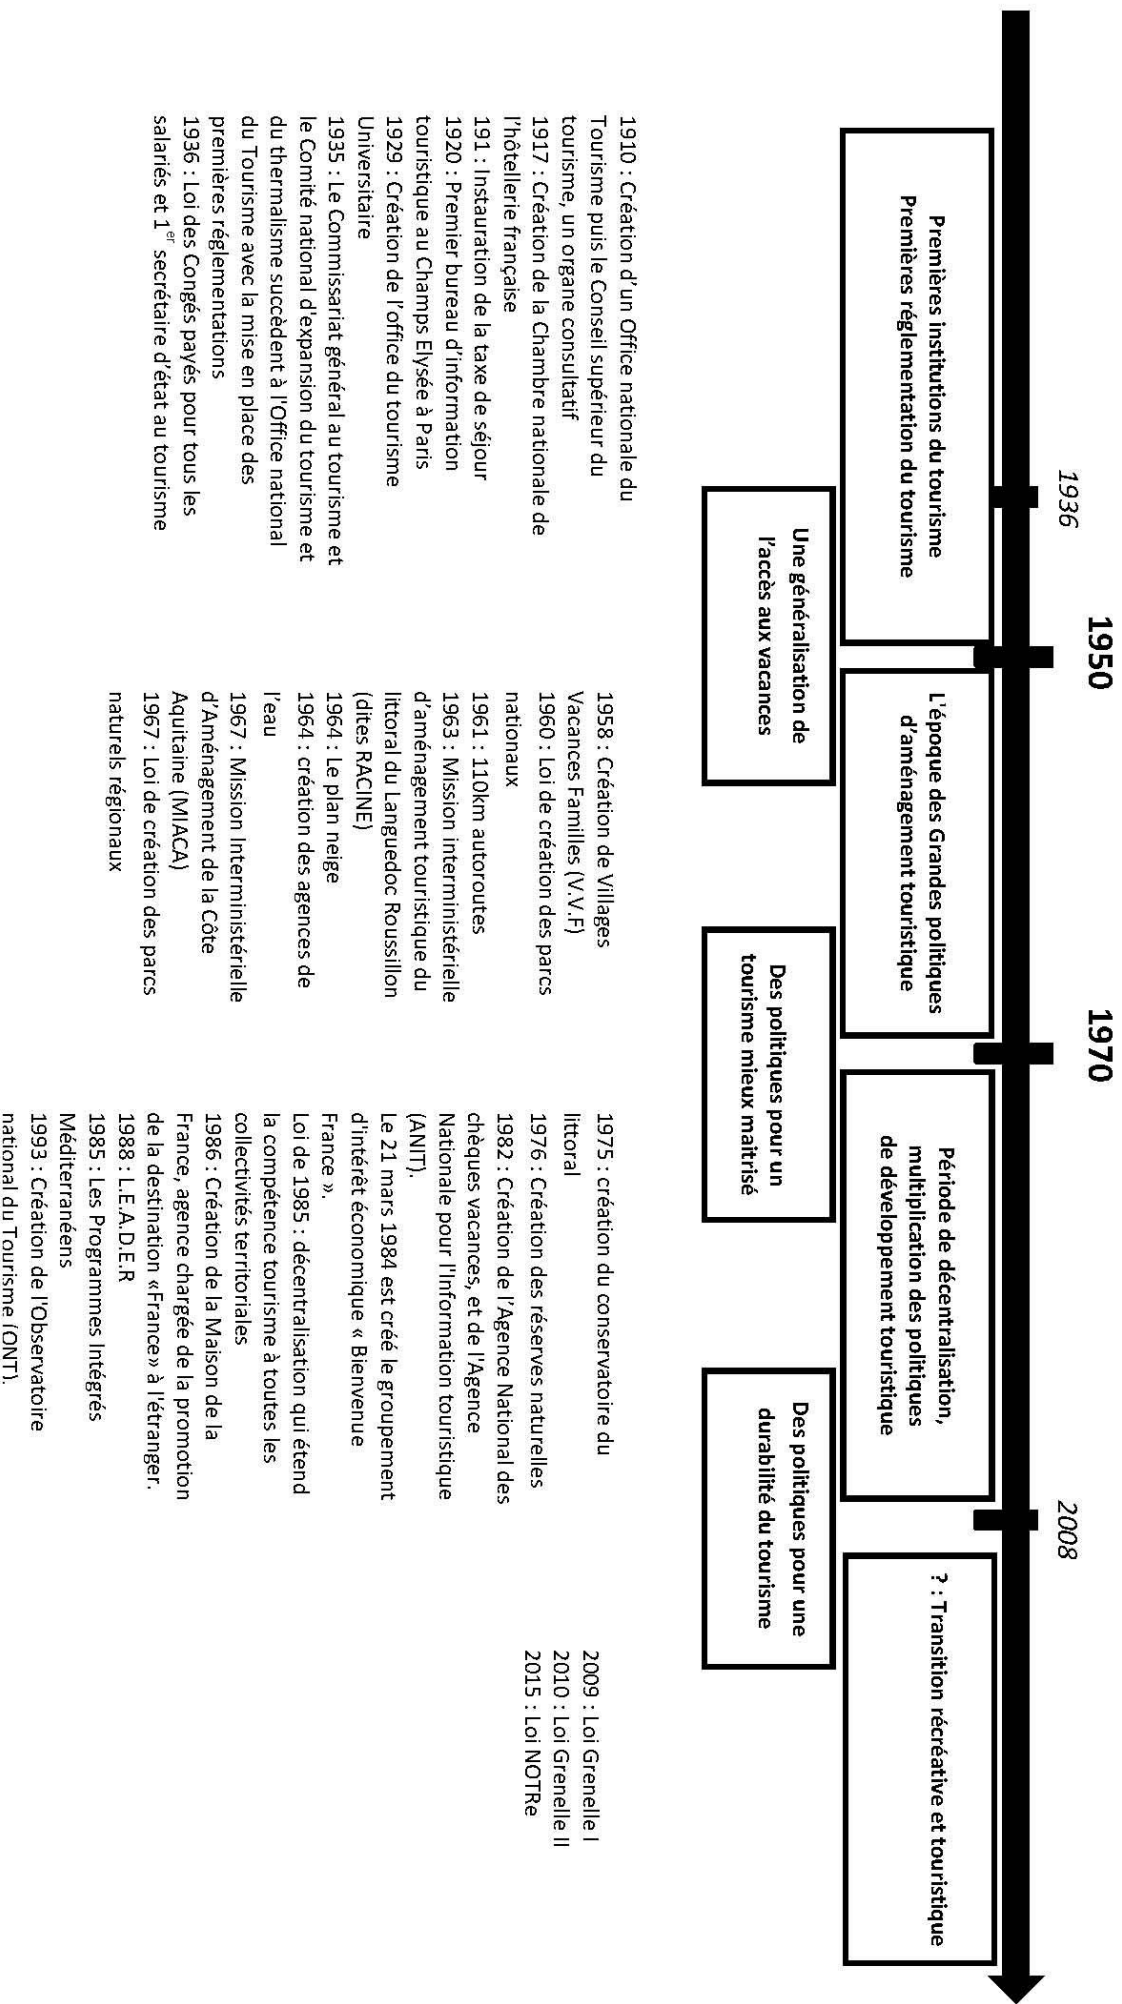 1936
1950
1970
2008
Premières institutions du tourisme
Premières réglementation du tourisme
L'époque des Grandes politiques
d'aménagement touristique
Période de décentralisation,
multiplication des politiques
de développement touristique
? : Transition récréative et touristique
Une généralisation de
l'accès aux vacances
Des politiques pour un
tourisme mieux maitrisé
Des politiques pour une
durabilité du tourisme
1910 : Création d'un Office nationale du
Tourisme puis le Conseil supérieur du
tourisme, un organe consultatif
1917 : Création de la Chambre nationale de
l'hôtellerie française
191 : Instauration de la taxe de séjour
1920 : Premier bureau d'information
touristique au Champs Elysée à Paris
1929 : Création de l'office du tourisme
Universitaire
1935 : Le Commissariat général au tourisme et
le Comité national d'expansion du tourisme et
du thermalisme succèdent à l'Office national
du Tourisme avec la mise en place des
premières réglementations
1936 : Loi des Congés payés pour tous les
salariés et 1er secrétaire d'état au tourisme
1958 : Création de Villages
Vacances Familles (V.V.F)
1960 : Loi de création des parcs
nationaux
1961 : 110km autoroutes
1963 : Mission interministérielle
d'aménagement touristique du
littoral du Languedoc Roussillon
(dites RACINE)
1964 : Le plan neige
1964 : création des agences de
l'eau
1967 : Mission Interministérielle
d'Aménagement de la Côte
Aquitaine (MIACA)
1967 : Loi de création des parcs
naturels régionaux
1975 : création du conservatoire du
littoral
1976 : Création des réserves naturelles
1982 : Création de l'Agence National des
chèques vacances, et de l'Agence
Nationale pour l'Information touristique
(ANIT).
Le 21 mars 1984 est créé le groupement
d'intérêt économique « Bienvenue
France ».
Loi de 1985 : décentralisation qui étend
la compétence tourisme à toutes les
collectivités territoriales
1986 : Création de la Maison de la
France, agence chargée de la promotion
de la destination «France» à l'étranger.
1988 : L.E.A.D.E.R
1985 : Les Programmes Intégrés
Méditerranéens
1993 : Création de l'Observatoire
national du Tourisme (ONT).
2009 : Loi Grenelle I
2010 : Loi Grenelle II
2015 : Loi NOTRe